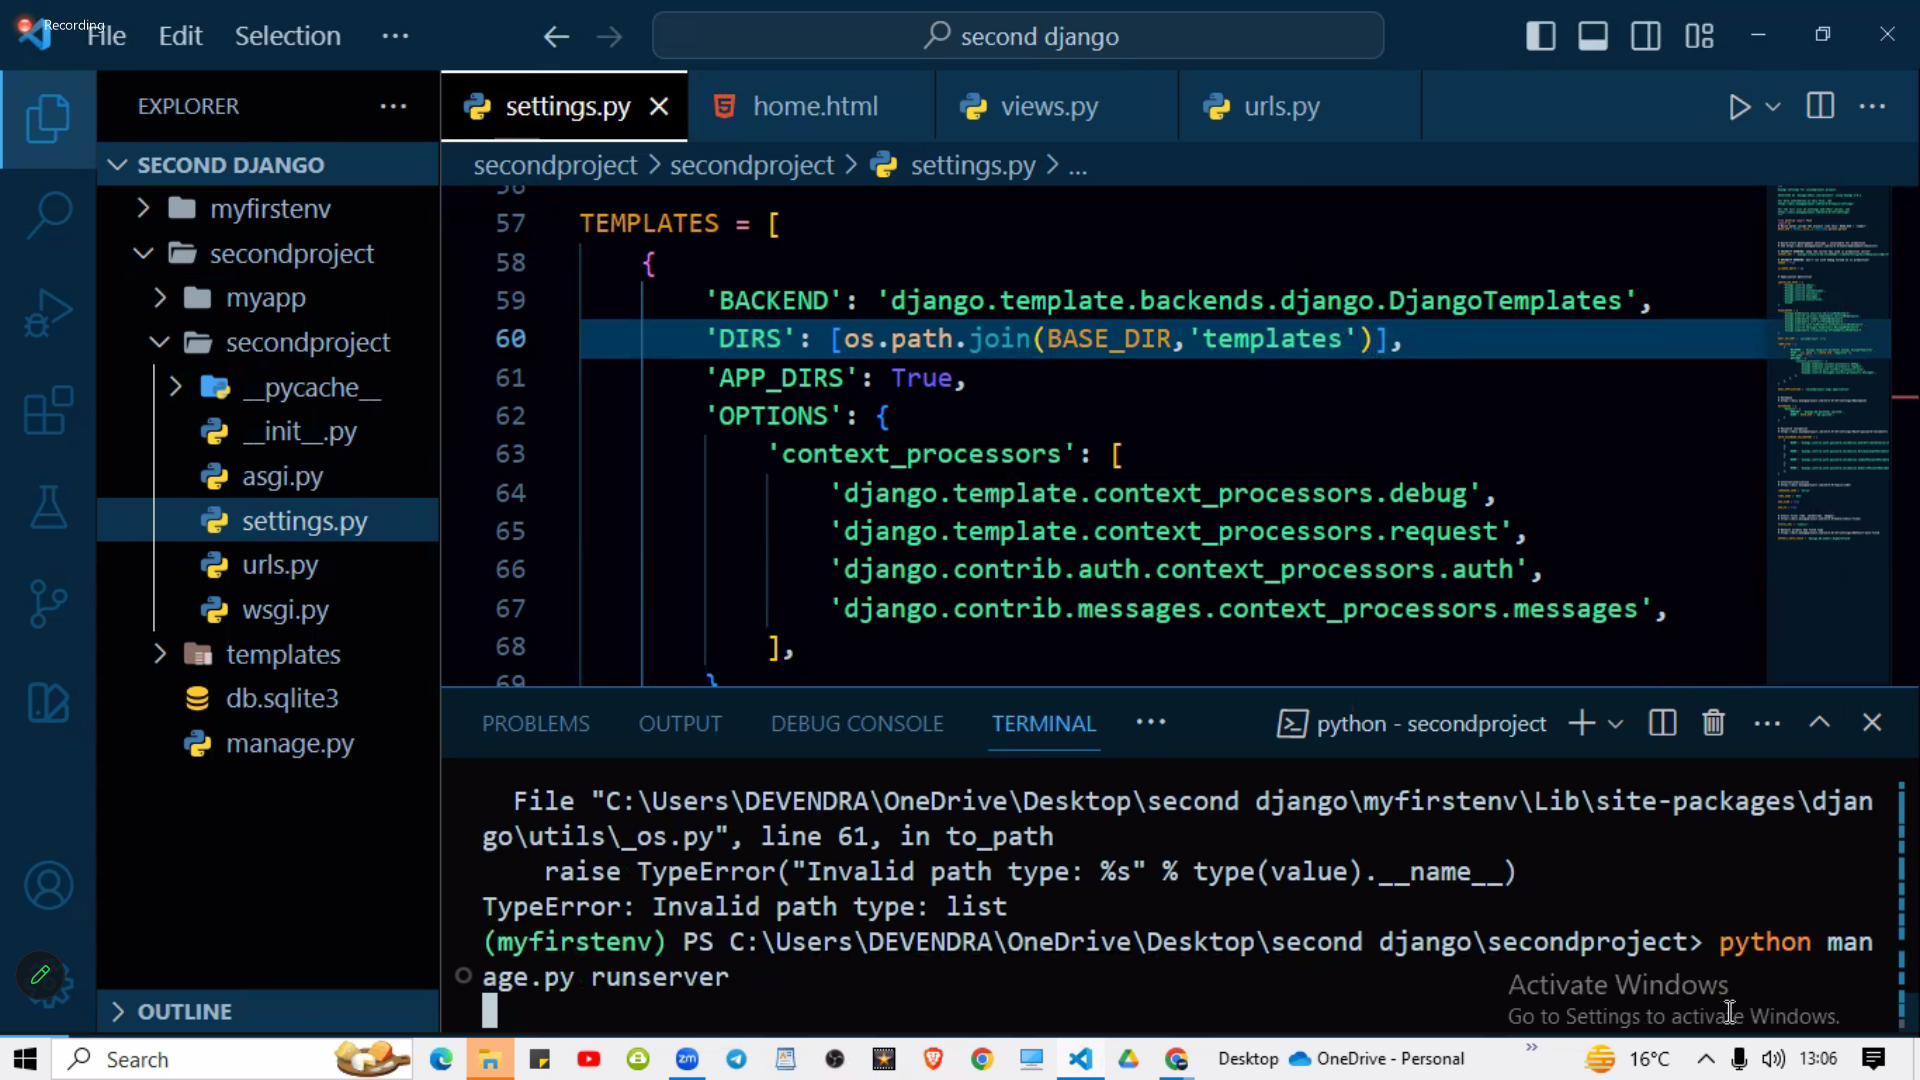 Recording
File Edit Selection ···
second django
EXPLORER ···
settings.py
home.html
views.py
urls.py
SECOND DJANGO
secondproject > secondproject > settings.py > ...
myfirstenv
secondproject
myapp
secondproject
__pycache__
__init__.py
asgi.py
settings.py
urls.py
wsgi.py
templates
db.sqlite3
manage.py
OUTLINE
56
57 TEMPLATES = [
58 {
59 'BACKEND': 'django.template.backends.django.DjangoTemplates',
60 'DIRS': [os.path.join(BASE_DIR,'templates')],
61 'APP_DIRS': True,
62 'OPTIONS': {
63 'context_processors': [
64 'django.template.context_processors.debug',
65 'django.template.context_processors.request',
66 'django.contrib.auth.context_processors.auth',
67 'django.contrib.messages.context_processors.messages',
68 ],
69 }
PROBLEMS OUTPUT DEBUG CONSOLE TERMINAL ··· python - secondproject
File "C:\Users\DEVENDRA\OneDrive\Desktop\second django\myfirstenv\Lib\site-packages\djan
go\utils\_os.py", line 61, in to_path
raise TypeError("Invalid path type: %s" % type(value).__name__)
TypeError: Invalid path type: list
(myfirstenv) PS C:\Users\DEVENDRA\OneDrive\Desktop\second django\secondproject> python man
age.py runserver
Activate Windows
Go to Settings to activate Windows.
Search
zm
Desktop
OneDrive - Personal
16°C
13:06